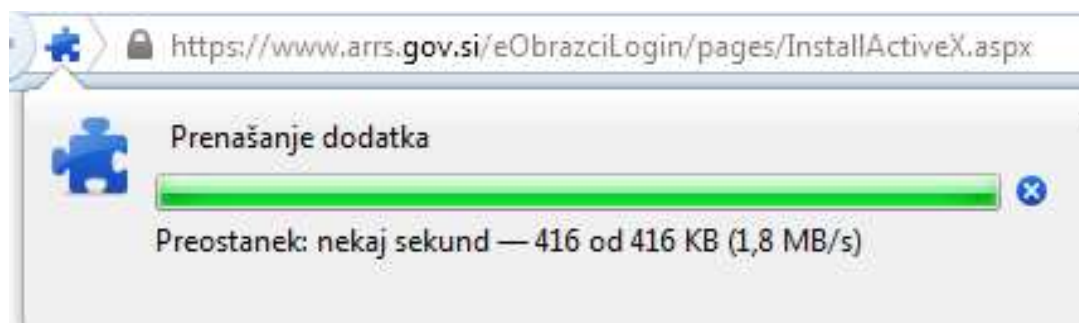 https://www.arrs.gov.si/eObrazciLogin/pages/InstallActiveX.aspx
Prenašanje dodatka
Preostanek: nekaj sekund — 416 od 416 KB (1,8 MB/s)